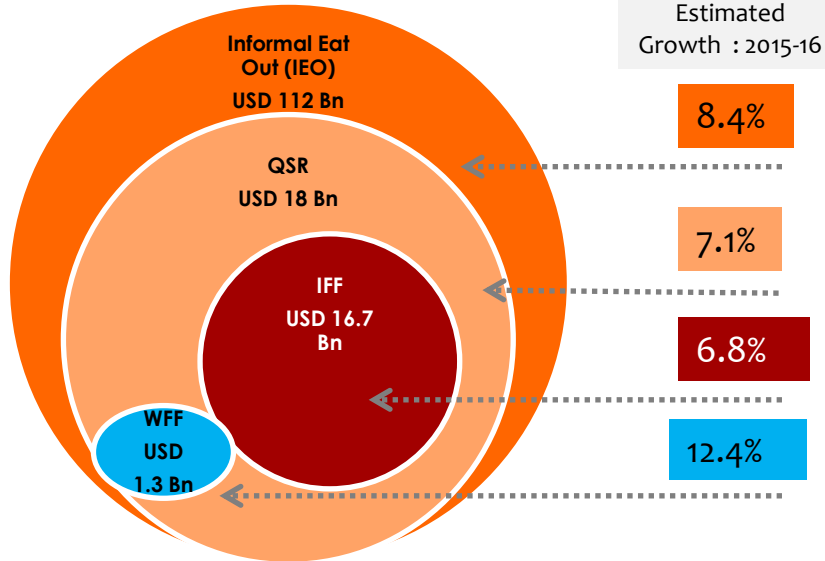 Estimated
Growth : 2015-16
Informal Eat
Out (IEO)
USD 112 Bn
8.4%
QSR
USD 18 Bn
7.1%
IFF
USD 16.7
Bn
6.8%
WFF
USD
1.3 Bn
12.4%